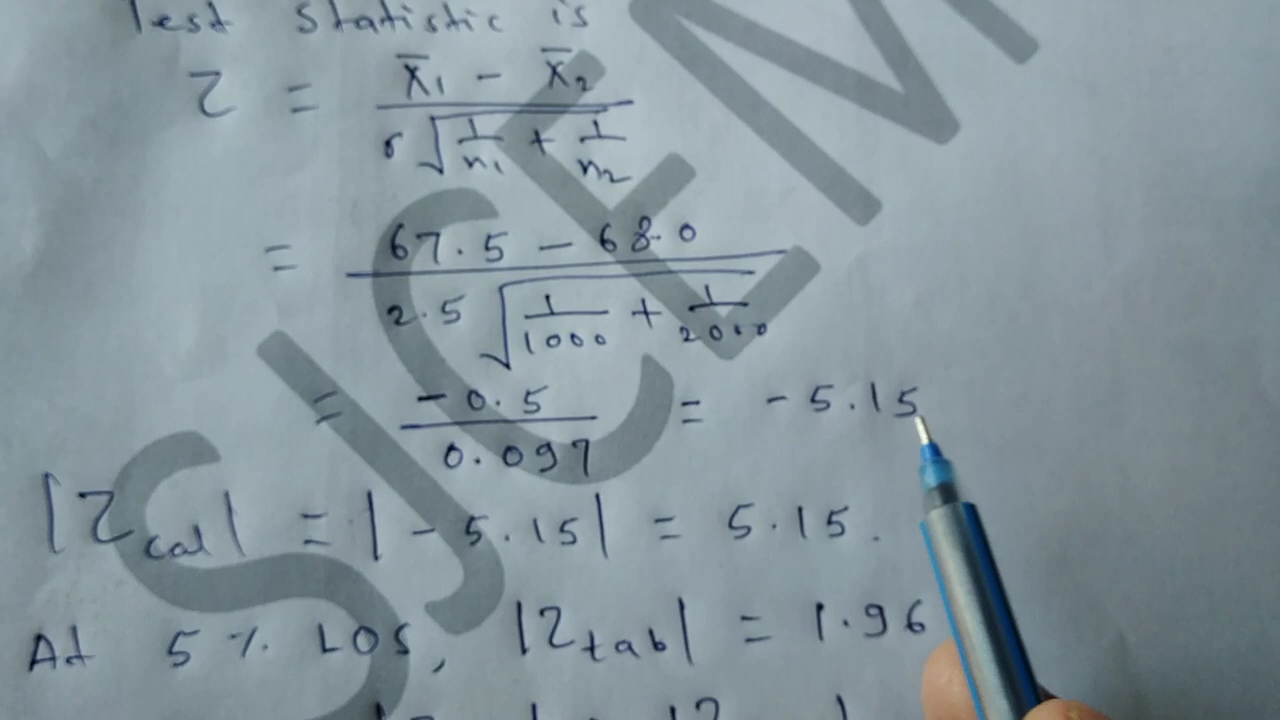 Test Statistic is
Z = x̄₁ - x̄₂ / σ √(1/n₁ + 1/n₂)
= 67.5 - 68.0 / 2.5 √(1/1000 + 1/2000)
= -0.5 / 0.097 = -5.15
|Zcal| = |-5.15| = 5.15.
At 5% LOS, |Ztab| = 1.96
SJCEM